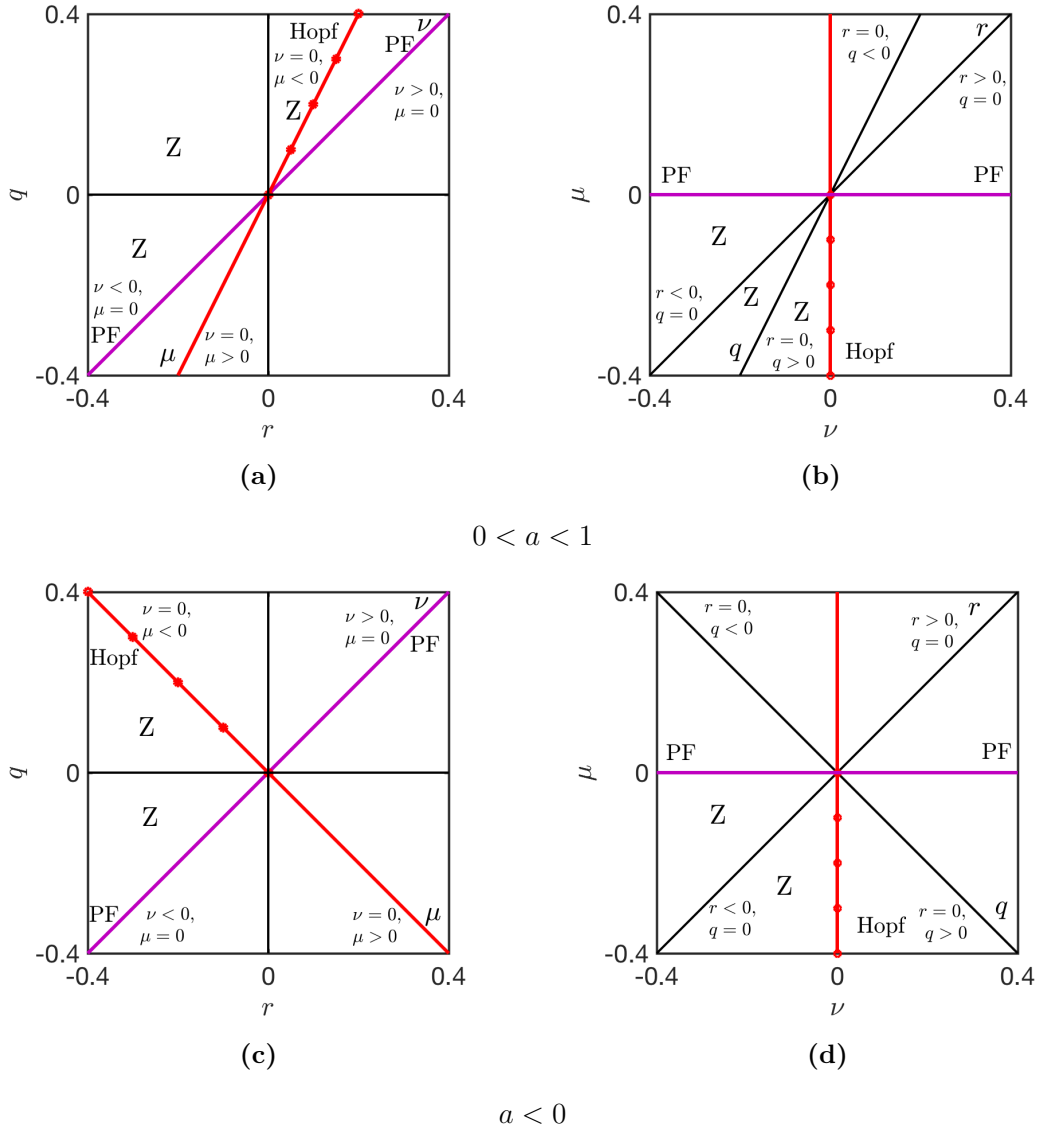 0.4
Hopf
ν
PF
ν = 0,
μ < 0
ν > 0,
μ = 0
Z
Z
q
0
Z
ν < 0,
μ = 0
PF
μ
ν = 0,
μ > 0
-0.4
-0.4
0
0.4
r
(a)
0.4
r = 0,
q < 0
r
r > 0,
q = 0
PF
PF
μ
0
Z
r < 0,
q = 0
Z
Z
q
r = 0,
q > 0
Hopf
-0.4
-0.4
0
0.4
ν
(b)
0 < a < 1
0.4
ν = 0,
μ < 0
ν
ν > 0,
μ = 0
PF
Hopf
Z
q
0
Z
PF
ν < 0,
μ = 0
ν = 0,
μ > 0
μ
-0.4
-0.4
0
0.4
r
(c)
0.4
r = 0,
q < 0
r
r > 0,
q = 0
PF
PF
μ
0
Z
Z
r < 0,
q = 0
Hopf
r = 0,
q > 0
q
-0.4
-0.4
0
0.4
ν
(d)
a < 0